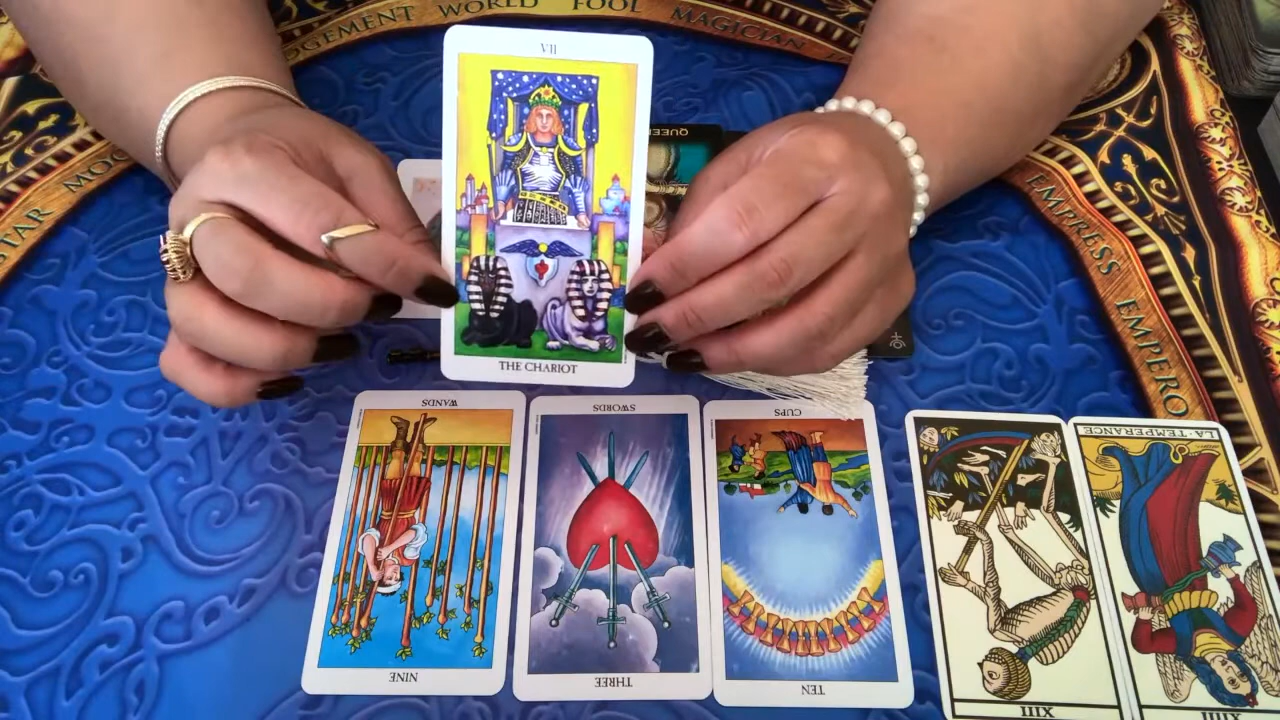 JUDGEMENT WORLD FOOL MAGICIAN
STAR MOO
EMPRESS EMPERO
VII
THE CHARIOT
QUEE
WANDS
NINE
SWORDS
THREE
CUPS
TEN
XIII
LA·TEMPERANCE
XIIII